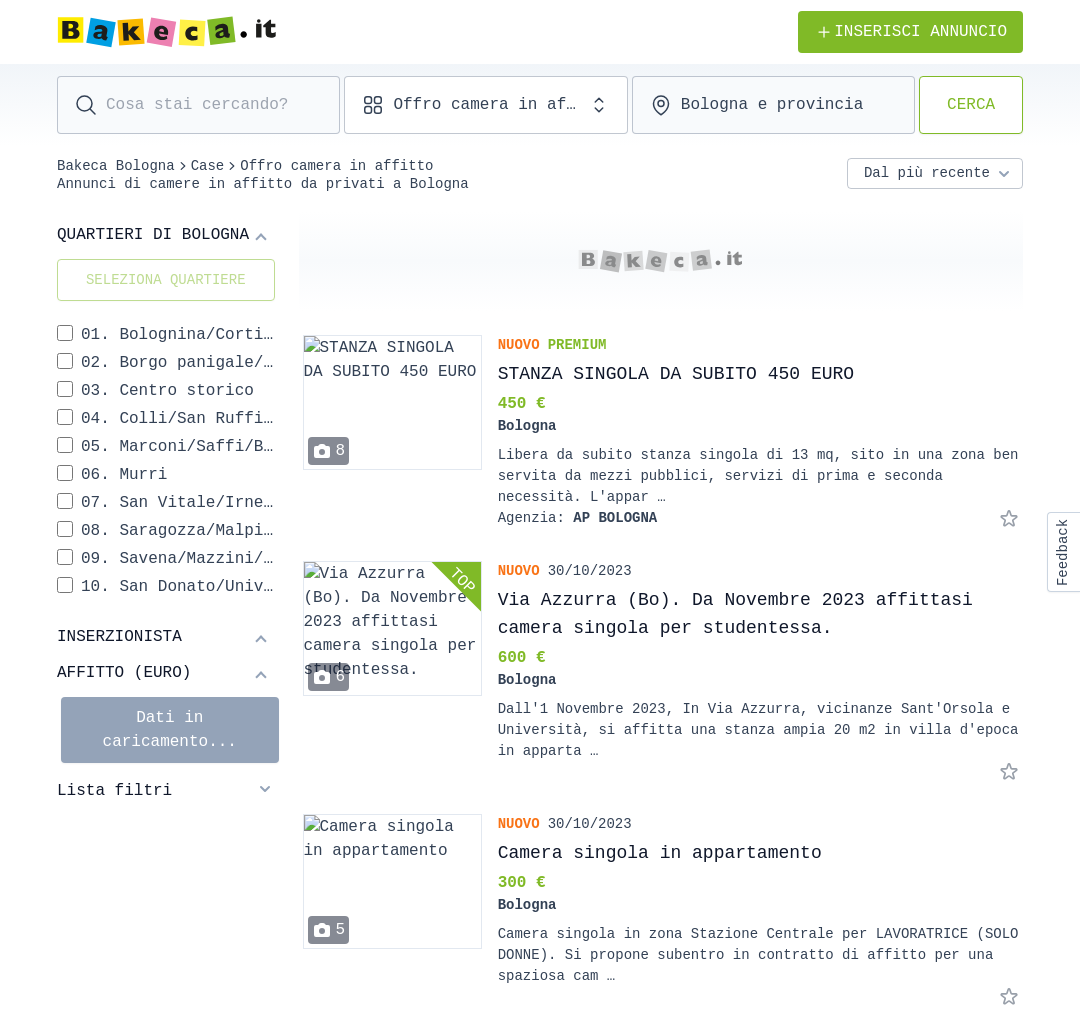 Bakeca.it
INSERISCI ANNUNCIO
Cosa stai cercando?
Offro camera in af…
Bologna e provincia
CERCA
Bakeca Bologna > Case > Offro camera in affitto
Annunci di camere in affitto da privati a Bologna
Dal più recente
QUARTIERI DI BOLOGNA
SELEZIONA QUARTIERE
01. Bolognina/Corti…
02. Borgo panigale/…
03. Centro storico
04. Colli/San Ruffi…
05. Marconi/Saffi/B…
06. Murri
07. San Vitale/Irne…
08. Saragozza/Malpi…
09. Savena/Mazzini/…
10. San Donato/Univ…
INSERZIONISTA
AFFITTO (EURO)
Dati in
caricamento...
Lista filtri
Bakeca.it
STANZA SINGOLA
DA SUBITO 450 EURO
8
NUOVO PREMIUM
STANZA SINGOLA DA SUBITO 450 EURO
450 €
Bologna
Libera da subito stanza singola di 13 mq, sito in una zona ben
servita da mezzi pubblici, servizi di prima e seconda
necessità. L'appar …
Agenzia: AP BOLOGNA
Via Azzurra
(Bo). Da Novembre
2023 affittasi
camera singola per
studentessa.
TOP
6
NUOVO 30/10/2023
Via Azzurra (Bo). Da Novembre 2023 affittasi
camera singola per studentessa.
600 €
Bologna
Dall'1 Novembre 2023, In Via Azzurra, vicinanze Sant'Orsola e
Università, si affitta una stanza ampia 20 m2 in villa d'epoca
in apparta …
Camera singola
in appartamento
5
NUOVO 30/10/2023
Camera singola in appartamento
300 €
Bologna
Camera singola in zona Stazione Centrale per LAVORATRICE (SOLO
DONNE). Si propone subentro in contratto di affitto per una
spaziosa cam …
Feedback